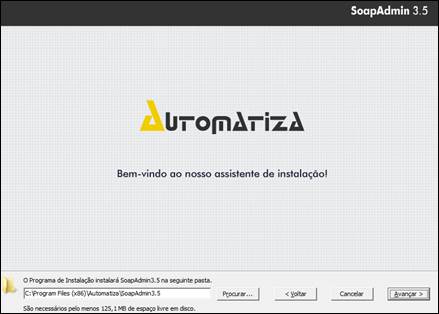 SoapAdmin 3.5
AUTOMATIZA
Bem-vindo ao nosso assistente de instalação!
O Programa de Instalação instalará SoapAdmin3.5 na seguinte pasta.
C:\Program Files (x86)\Automatiza\SoapAdmin3.5
Procurar...
< Voltar
Cancelar
Avançar >
São necessários pelo menos 125,1 MB de espaço livre em disco.